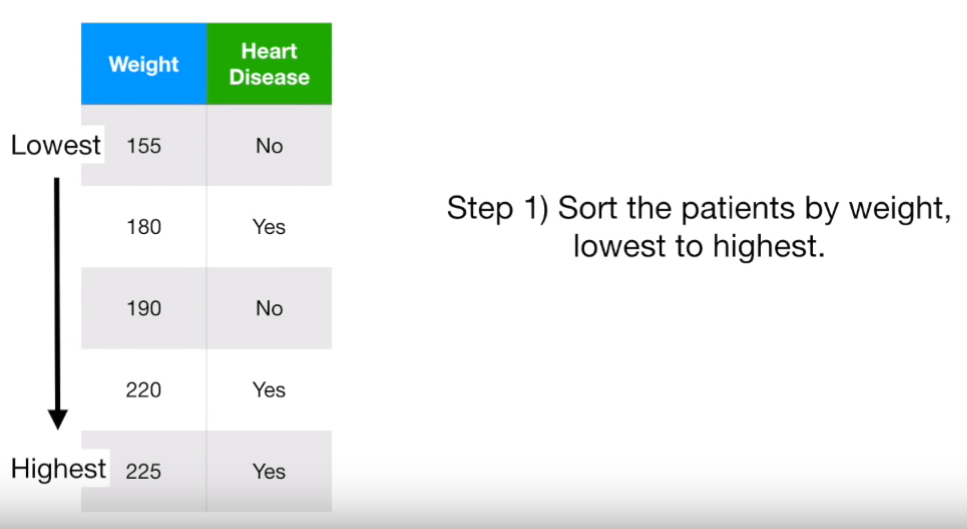 Weight
Heart
Disease
Lowest 155 No
Step 1) Sort the patients by weight,
lowest to highest.
180 Yes
190 No
220 Yes
Highest 225 Yes